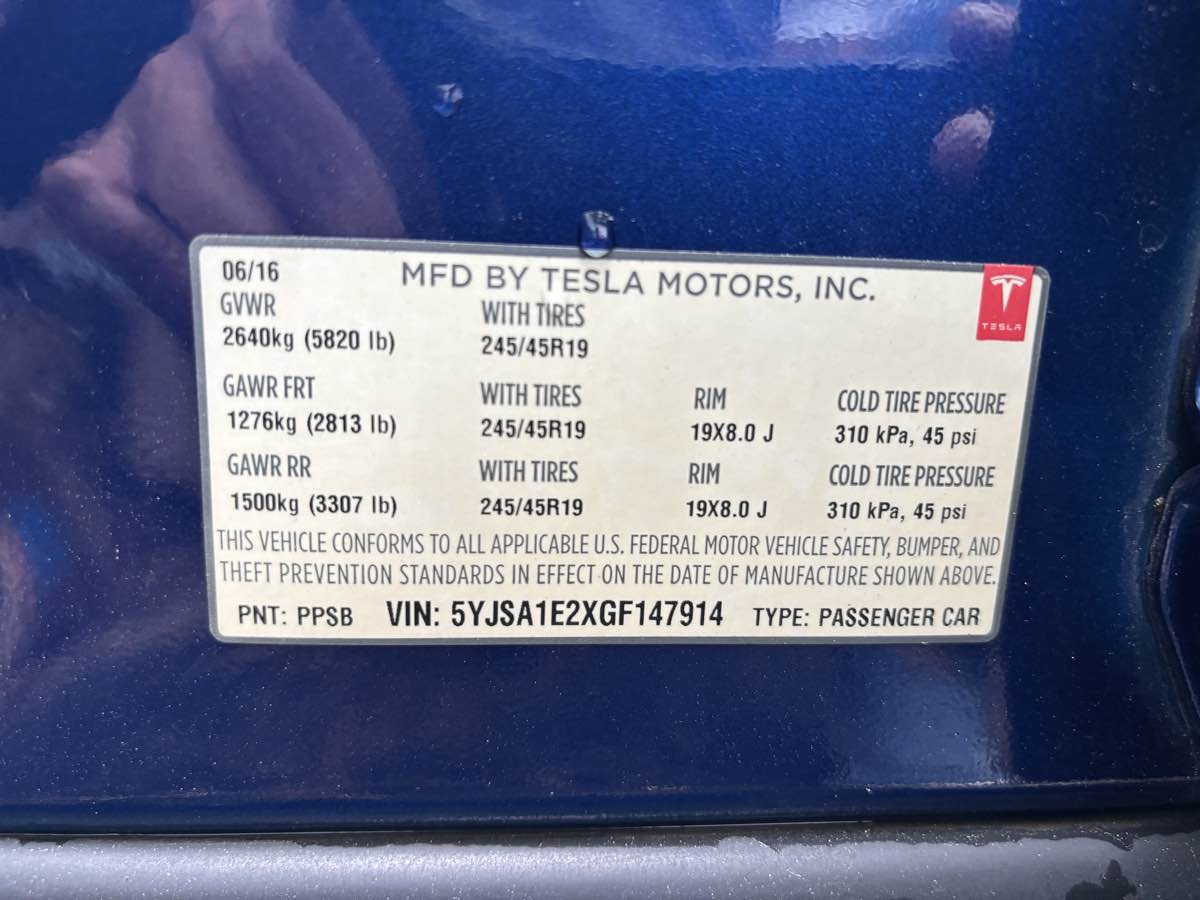 06/16 MFD BY TESLA MOTORS, INC.
TESLA
GVWR WITH TIRES
2640kg (5820 lb) 245/45R19
GAWR FRT WITH TIRES RIM COLD TIRE PRESSURE
1276kg (2813 lb) 245/45R19 19X8.0 J 310 kPa, 45 psi
GAWR RR WITH TIRES RIM COLD TIRE PRESSURE
1500kg (3307 lb) 245/45R19 19X8.0 J 310 kPa, 45 psi
THIS VEHICLE CONFORMS TO ALL APPLICABLE U.S. FEDERAL MOTOR VEHICLE SAFETY, BUMPER, AND
THEFT PREVENTION STANDARDS IN EFFECT ON THE DATE OF MANUFACTURE SHOWN ABOVE.
PNT: PPSB VIN: 5YJSA1E2XGF147914 TYPE: PASSENGER CAR